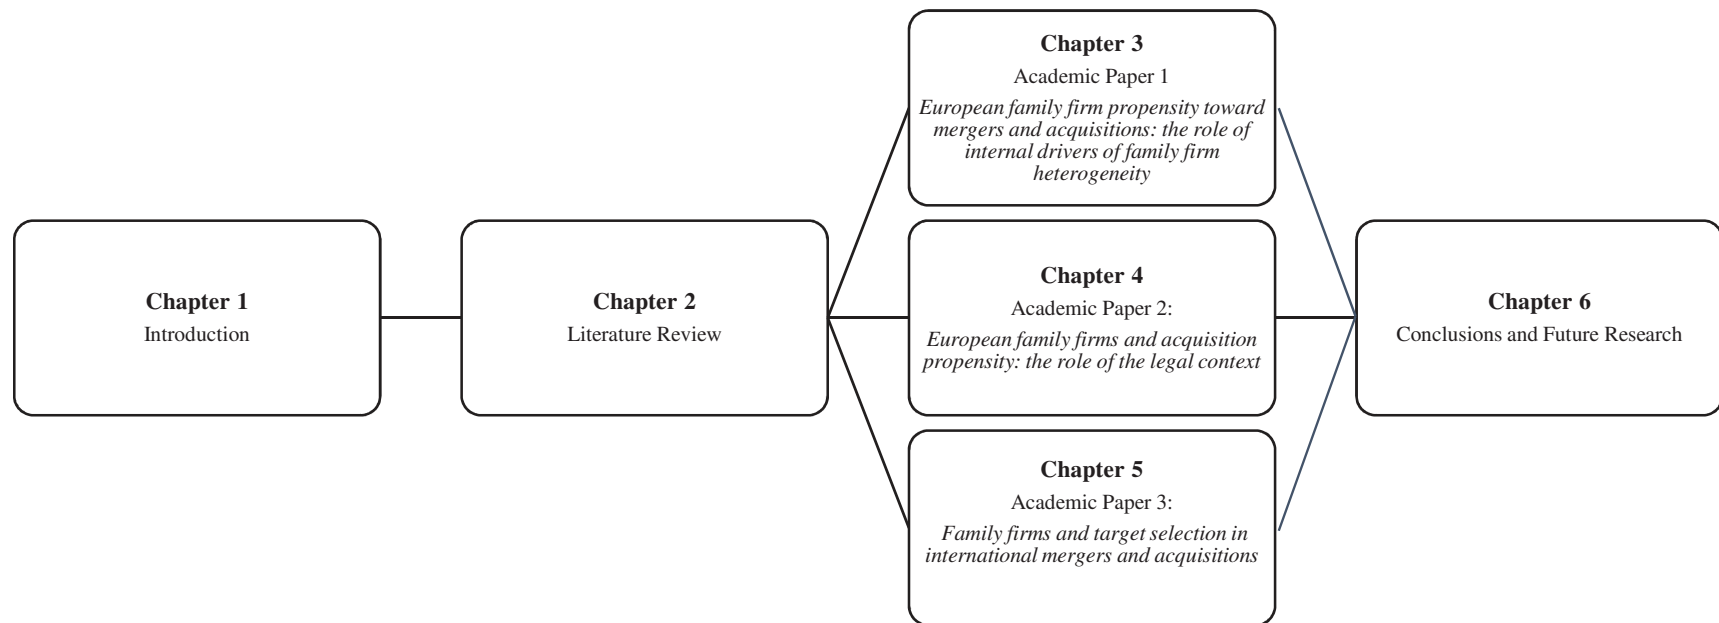 Chapter 1
Introduction
Chapter 2
Literature Review
Chapter 3
Academic Paper 1
European family firm propensity toward
mergers and acquisitions: the role of
internal drivers of family firm
heterogeneity
Chapter 4
Academic Paper 2:
European family firms and acquisition
propensity: the role of the legal context
Chapter 5
Academic Paper 3:
Family firms and target selection in
international mergers and acquisitions
Chapter 6
Conclusions and Future Research